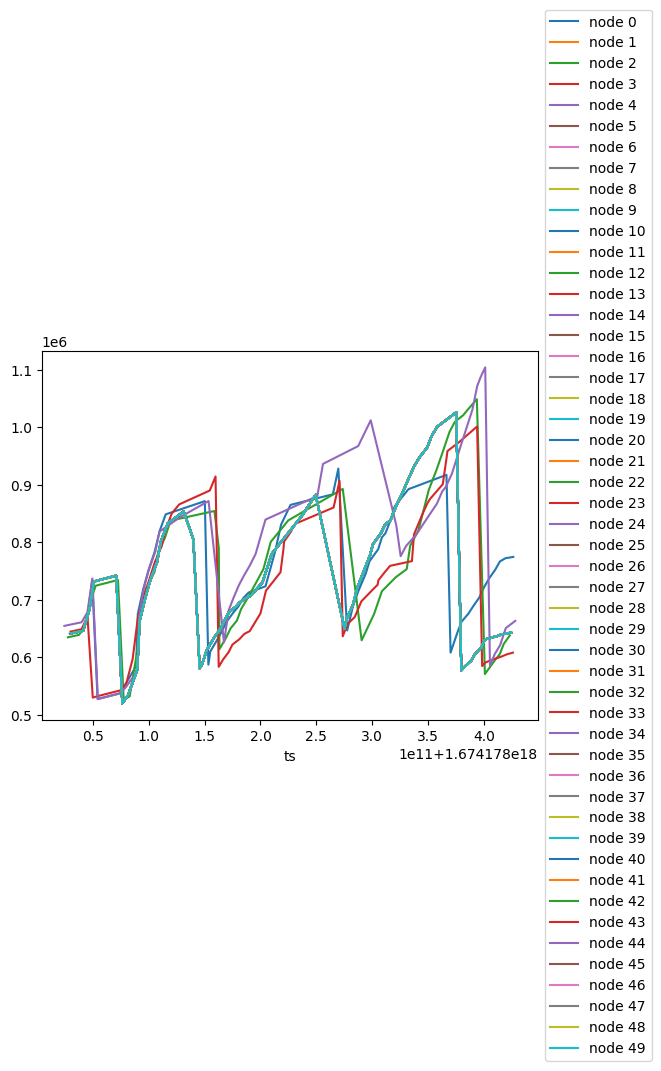 1e6
1.1
1.0
0.9
0.8
0.7
0.6
0.5
0.5
1.0
1.5
2.0
2.5
3.0
3.5
4.0
1e11+1.674178e18
ts
node 0
node 1
node 2
node 3
node 4
node 5
node 6
node 7
node 8
node 9
node 10
node 11
node 12
node 13
node 14
node 15
node 16
node 17
node 18
node 19
node 20
node 21
node 22
node 23
node 24
node 25
node 26
node 27
node 28
node 29
node 30
node 31
node 32
node 33
node 34
node 35
node 36
node 37
node 38
node 39
node 40
node 41
node 42
node 43
node 44
node 45
node 46
node 47
node 48
node 49